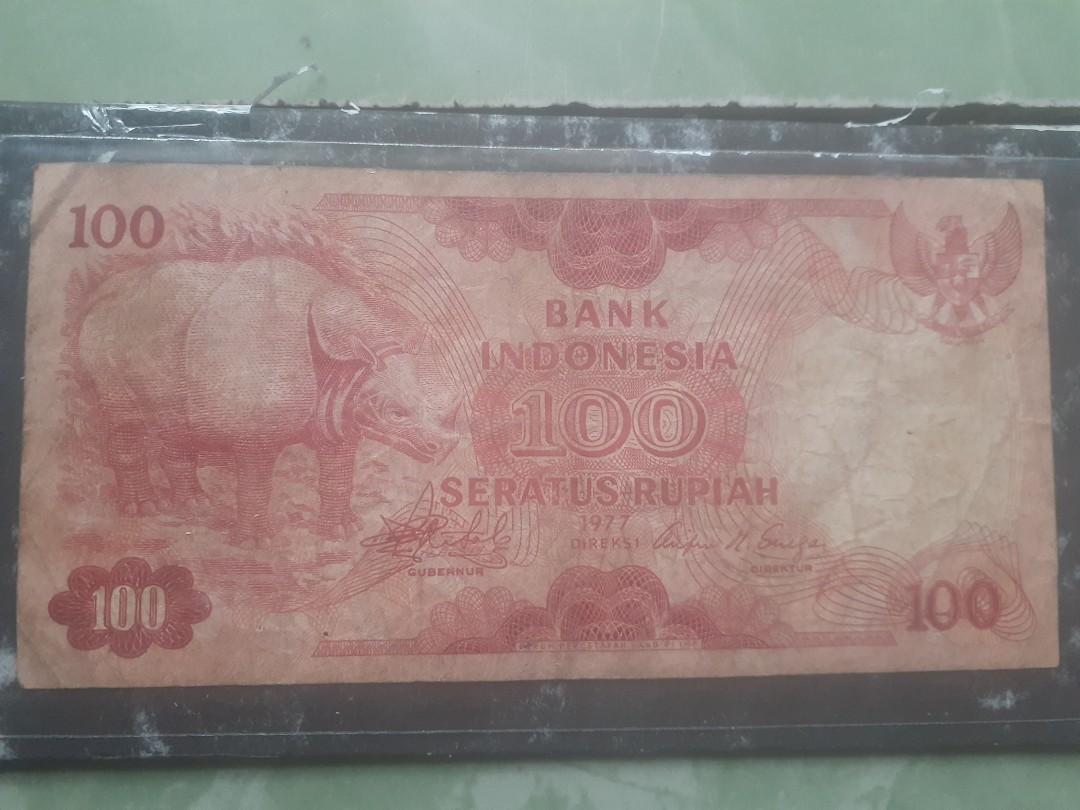 100
BANK
INDONESIA
100
SERATUS RUPIAH
1977
DIREKSI
GUBERNUR
DIREKTUR
100
100